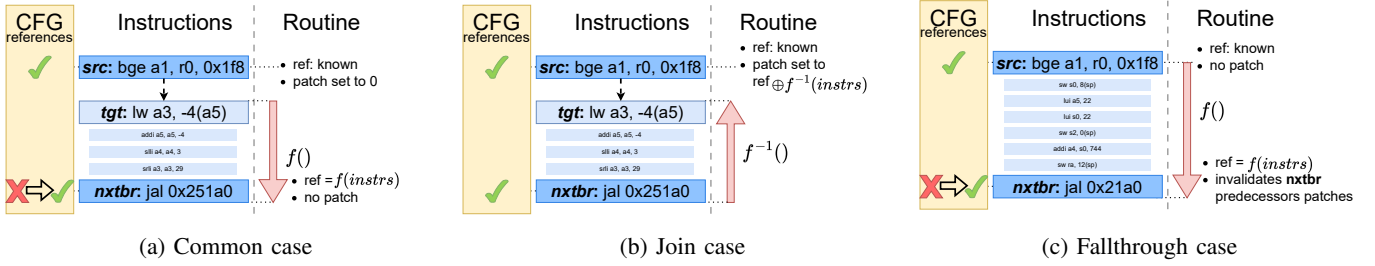 CFG
references
Instructions
Routine
src: bge a1, r0, 0x1f8
• ref: known
• patch set to 0
tgt: lw a3, -4(a5)
addi a5, a5, -4
slli a4, a4, 3
srli a3, a3, 29
f()
nxtbr: jal 0x251a0
• ref = f(instrs)
• no patch
(a) Common case
CFG
references
Instructions
Routine
src: bge a1, r0, 0x1f8
• ref: known
• patch set to
ref ⊕ f⁻¹(instrs)
tgt: lw a3, -4(a5)
addi a5, a5, -4
slli a4, a4, 3
srli a3, a3, 29
f⁻¹()
nxtbr: jal 0x251a0
(b) Join case
CFG
references
Instructions
Routine
src: bge a1, r0, 0x1f8
• ref: known
• no patch
sw s0, 8(sp)
lui a5, 22
lui s0, 22
sw s2, 0(sp)
addi a4, s0, 744
sw ra, 12(sp)
f()
nxtbr: jal 0x21a0
• ref = f(instrs)
• invalidates nxtbr
predecessors patches
(c) Fallthrough case